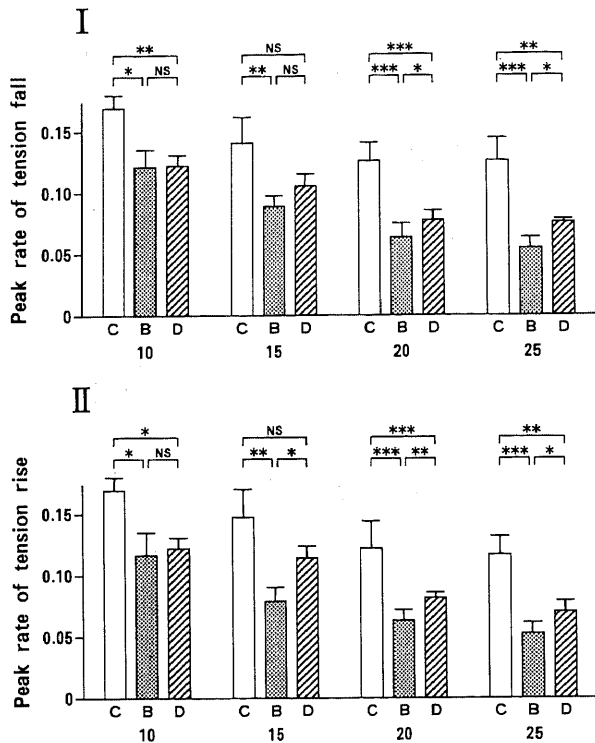 I
** NS *** **
* NS ** NS *** * *** *
Peak rate of tension fall
0.15
0.10
0.05
0
C B D C B D C B D C B D
10 15 20 25
II
* NS *** **
* NS ** * *** ** *** *
Peak rate of tension rise
0.15
0.10
0.05
0
C B D C B D C B D C B D
10 15 20 25